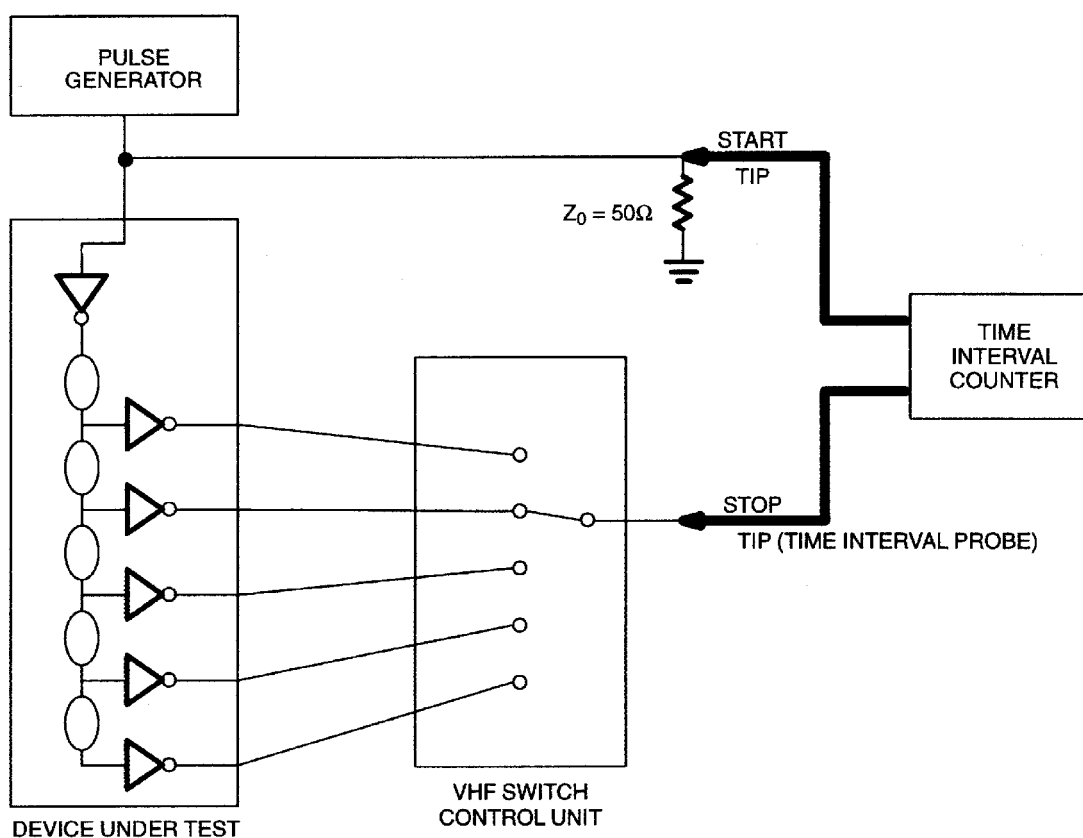 PULSE
GENERATOR
START
TIP
Z₀ = 50Ω
TIME
INTERVAL
COUNTER
STOP
TIP (TIME INTERVAL PROBE)
VHF SWITCH
CONTROL UNIT
DEVICE UNDER TEST